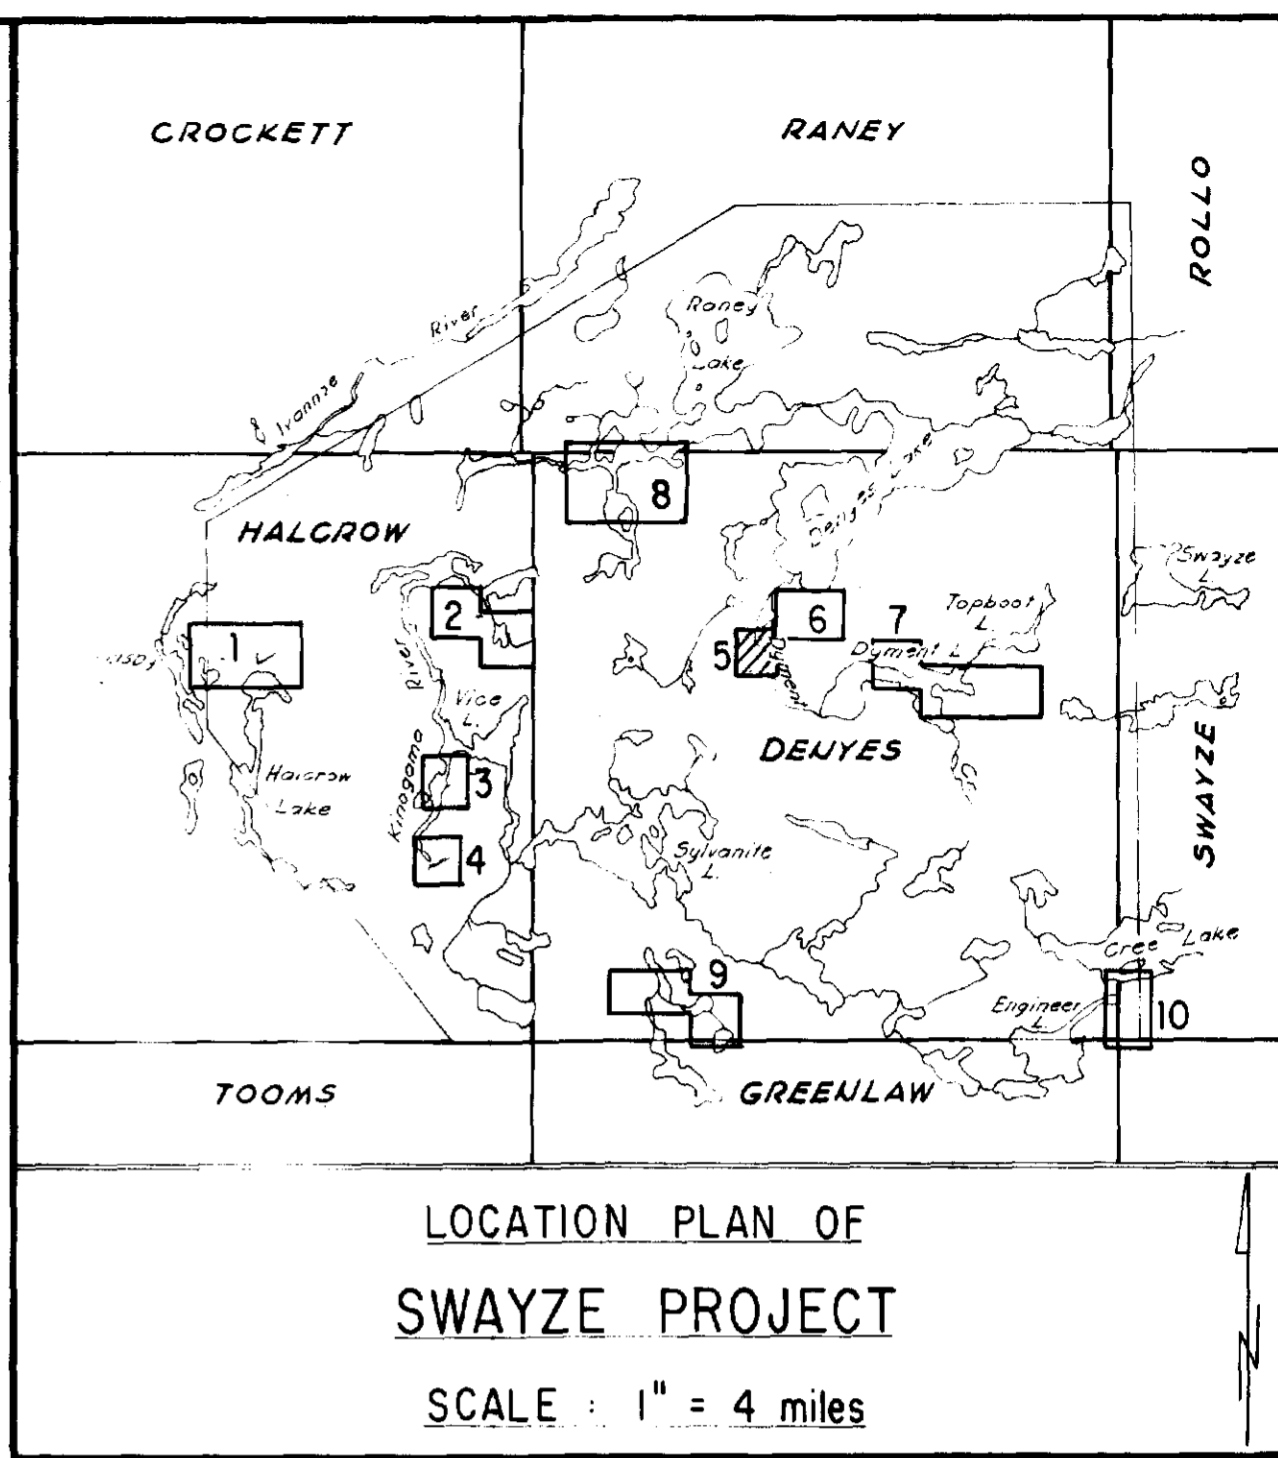 CROCKETT
RANEY
ROLLO
River
Ivanhoe
Raney
Lake
Denyes Lake
HALCROW
8
Swayze
L.
2
River
1
5
6
7
Topboot
L.
Dyment L
Dyment
Vice
L.
Kinogama
DENYES
SWAYZE
Halcrow
Lake
3
4
Sylvanite
L.
Cree Lake
9
Engineer
L.
10
TOOMS
GREENLAW
LOCATION PLAN OF
SWAYZE PROJECT
SCALE : 1" = 4 miles
N